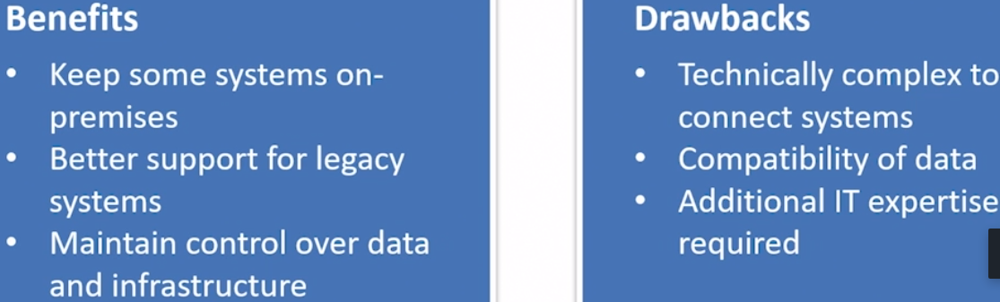 Benefits
• Keep some systems on-
premises
• Better support for legacy
systems
• Maintain control over data
and infrastructure
Drawbacks
• Technically complex to
connect systems
• Compatibility of data
• Additional IT expertise
required